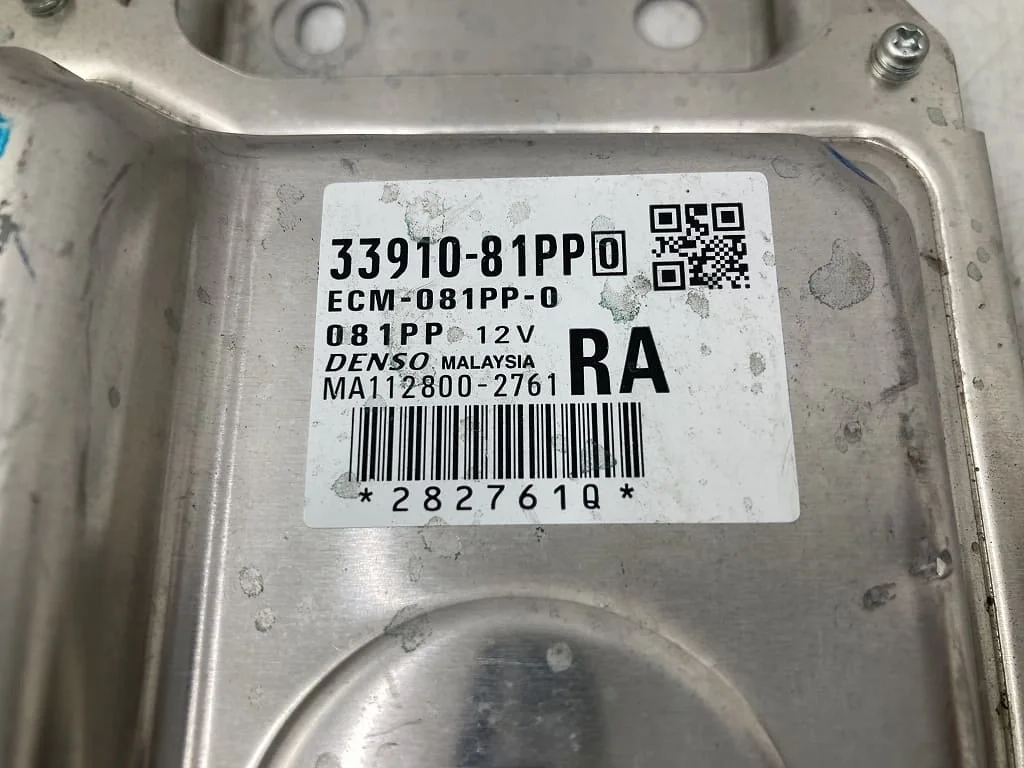 33910-81PP0
ECM-081PP-0
081PP 12V
DENSO MALAYSIA
RA
MA112800-2761
*282761Q*